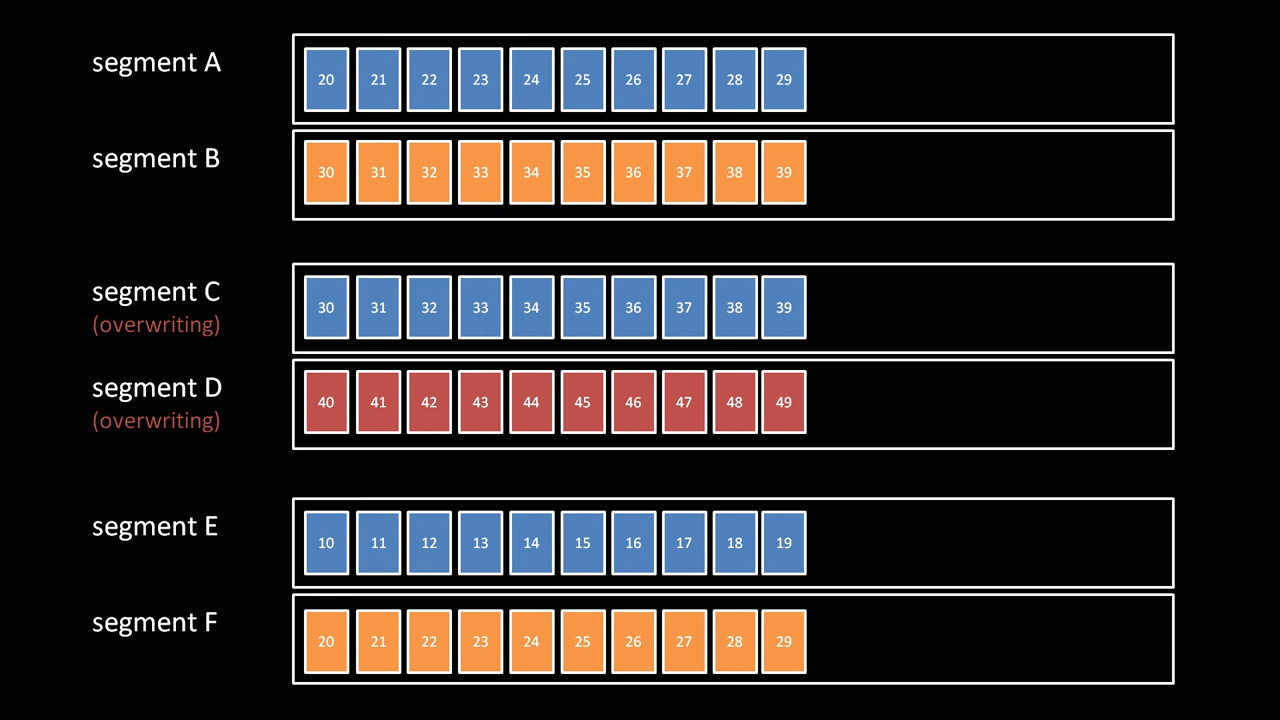 segment A
20 21 22 23 24 25 26 27 28 29
segment B
30 31 32 33 34 35 36 37 38 39
segment C
(overwriting)
30 31 32 33 34 35 36 37 38 39
segment D
(overwriting)
40 41 42 43 44 45 46 47 48 49
segment E
10 11 12 13 14 15 16 17 18 19
segment F
20 21 22 23 24 25 26 27 28 29